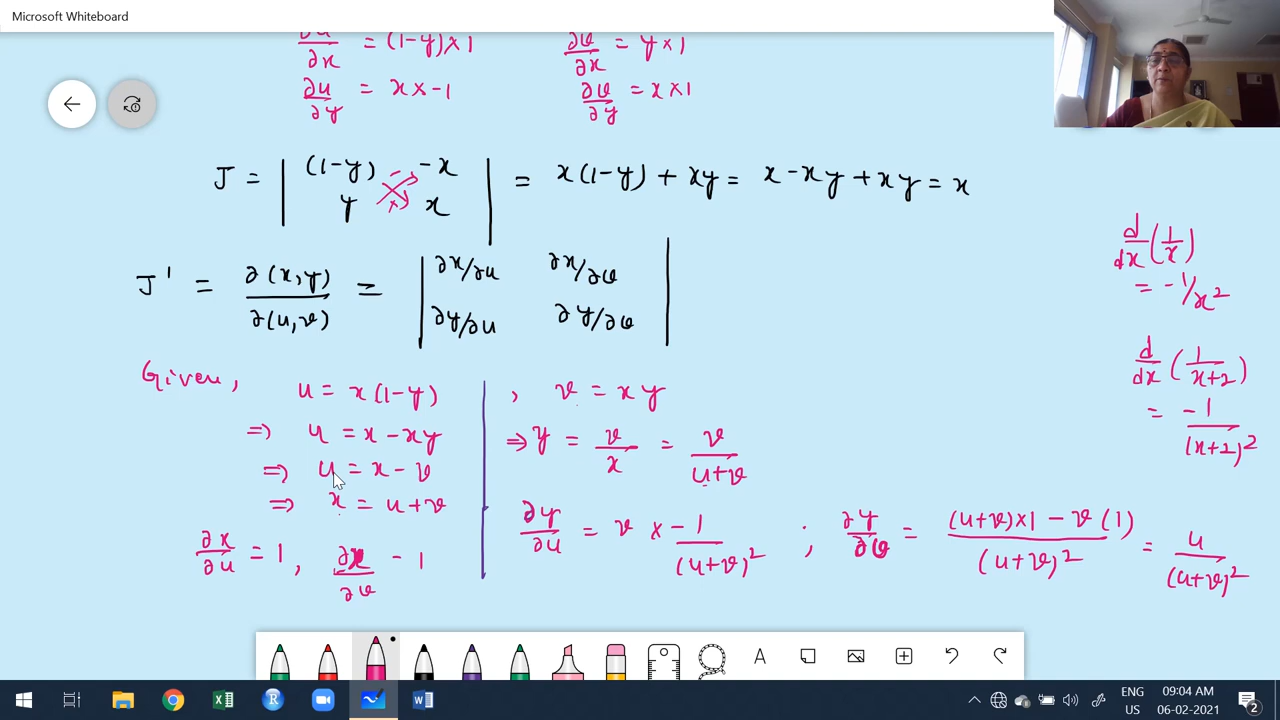 Microsoft Whiteboard
∂u/∂x = (1-y)×1    ∂v/∂x = y×1
∂u/∂y = x×-1    ∂v/∂y = x×1
J = | (1-y)  -x |
| y  x | = x(1-y) + xy = x - xy + xy = x
d/dx (1/x)
= -1/x²
J' = ∂(x,y)/∂(u,v) = | ∂x/∂u  ∂x/∂v |
| ∂y/∂u  ∂y/∂v |
d/dx (1/(x+2))
= -1/(x+2)²
Given, u = x(1-y) , v = xy
⇒ u = x - xy    ⇒ y = v/x = v/(u+v)
⇒ u = x - v
⇒ x = u+v
∂x/∂u = 1, ∂x/∂v - 1    ∂y/∂u = v × -1/(u+v)² ; ∂y/∂v = ((u+v)×1 - v(1))/(u+v)² = u/(u+v)²
A
ENG
US
09:04 AM
06-02-2021
2